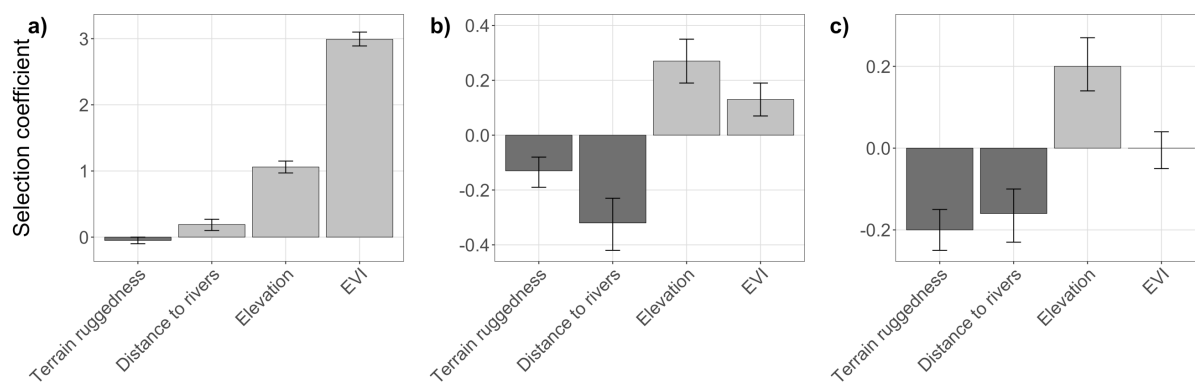 a)
b)
c)
Selection coefficient
3
2
1
0
0.4
0.2
0.0
-0.2
-0.4
0.2
0.0
-0.2
Terrain ruggedness
Distance to rivers
Elevation
EVI
Terrain ruggedness
Distance to rivers
Elevation
EVI
Terrain ruggedness
Distance to rivers
Elevation
EVI